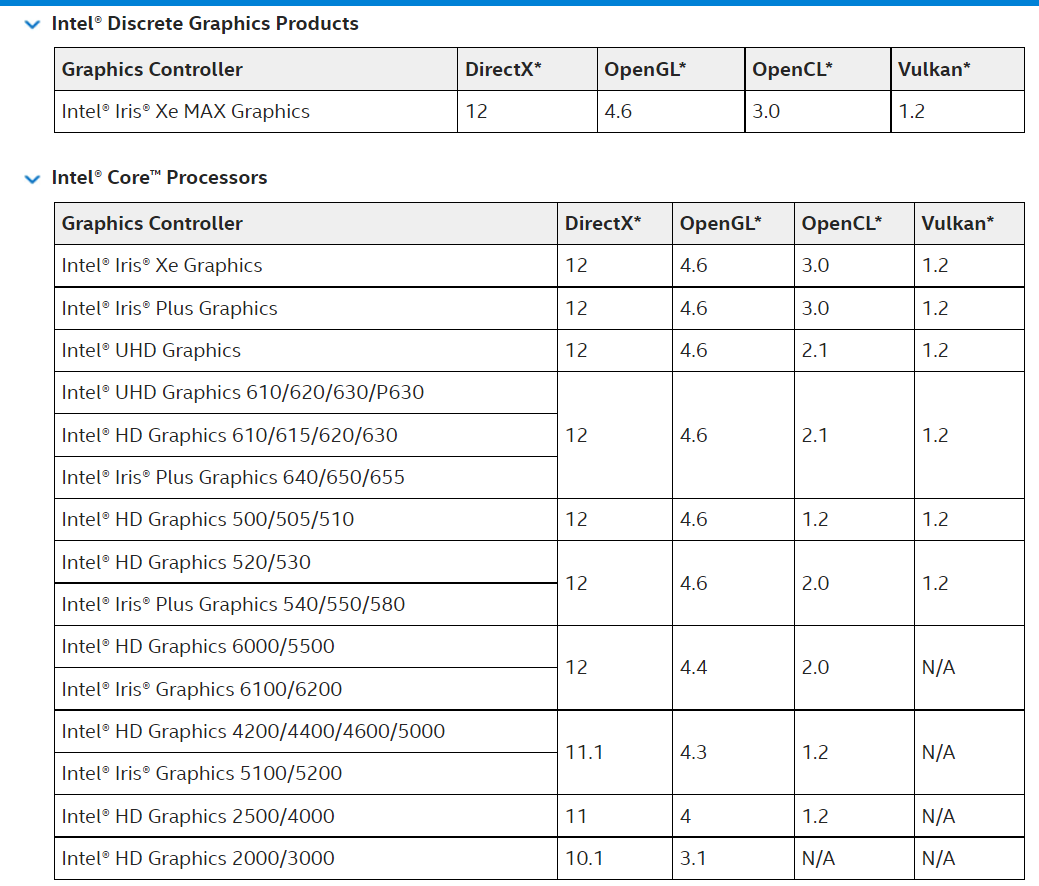 Intel® Discrete Graphics Products
Graphics Controller DirectX* OpenGL* OpenCL* Vulkan*
Intel® Iris® Xe MAX Graphics 12 4.6 3.0 1.2
Intel® Core™ Processors
Graphics Controller DirectX* OpenGL* OpenCL* Vulkan*
Intel® Iris® Xe Graphics 12 4.6 3.0 1.2
Intel® Iris® Plus Graphics 12 4.6 3.0 1.2
Intel® UHD Graphics 12 4.6 2.1 1.2
Intel® UHD Graphics 610/620/630/P630
Intel® HD Graphics 610/615/620/630 12 4.6 2.1 1.2
Intel® Iris® Plus Graphics 640/650/655
Intel® HD Graphics 500/505/510 12 4.6 1.2 1.2
Intel® HD Graphics 520/530
12 4.6 2.0 1.2
Intel® Iris® Plus Graphics 540/550/580
Intel® HD Graphics 6000/5500
12 4.4 2.0 N/A
Intel® Iris® Graphics 6100/6200
Intel® HD Graphics 4200/4400/4600/5000
11.1 4.3 1.2 N/A
Intel® Iris® Graphics 5100/5200
Intel® HD Graphics 2500/4000 11 4 1.2 N/A
Intel® HD Graphics 2000/3000 10.1 3.1 N/A N/A